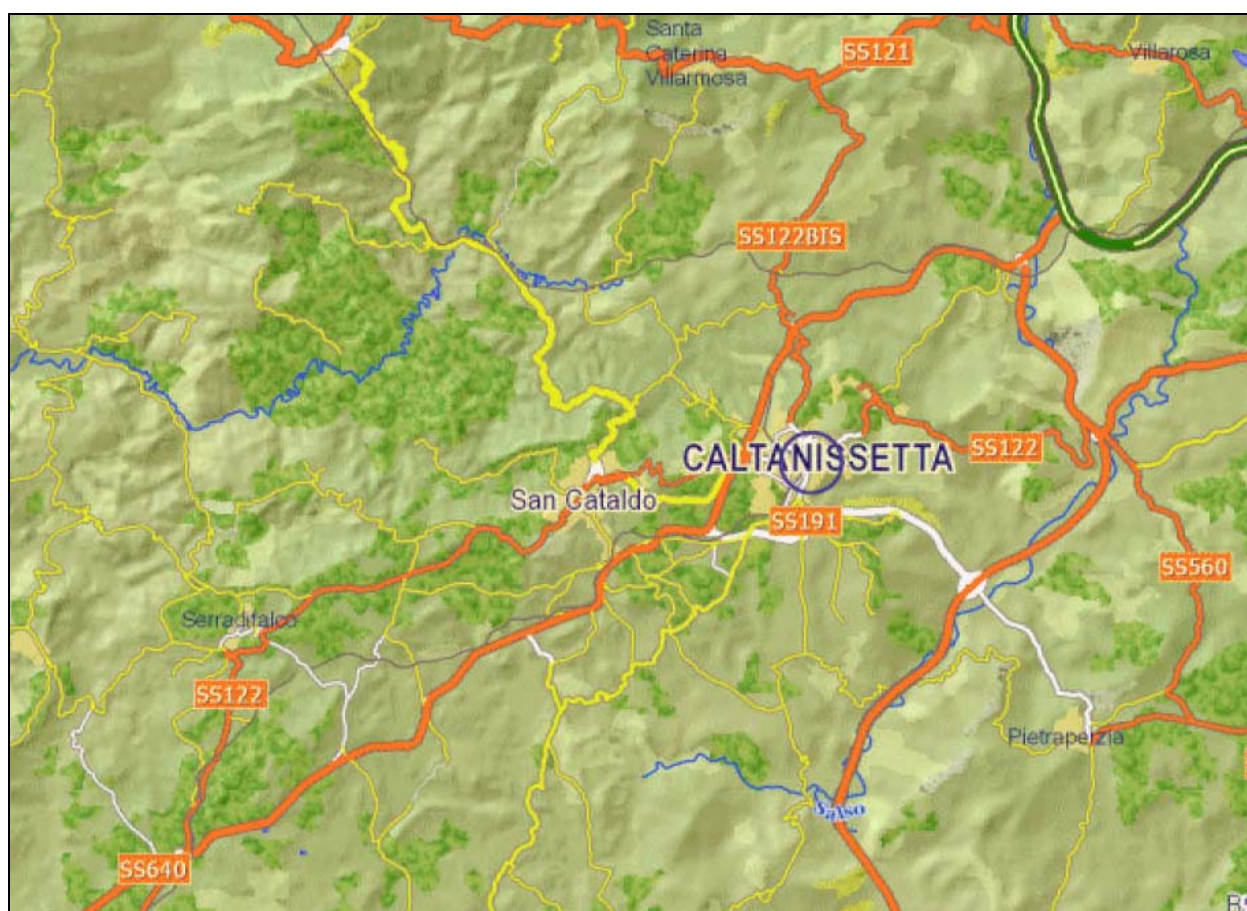 Santa
Caterina
Villarmosa
SS121
Villarosa
SS122BIS
CALTANISSETTA
SS122
San Cataldo
SS191
SS560
Serradifalco
SS122
Pietraperzia
Salso
SS640